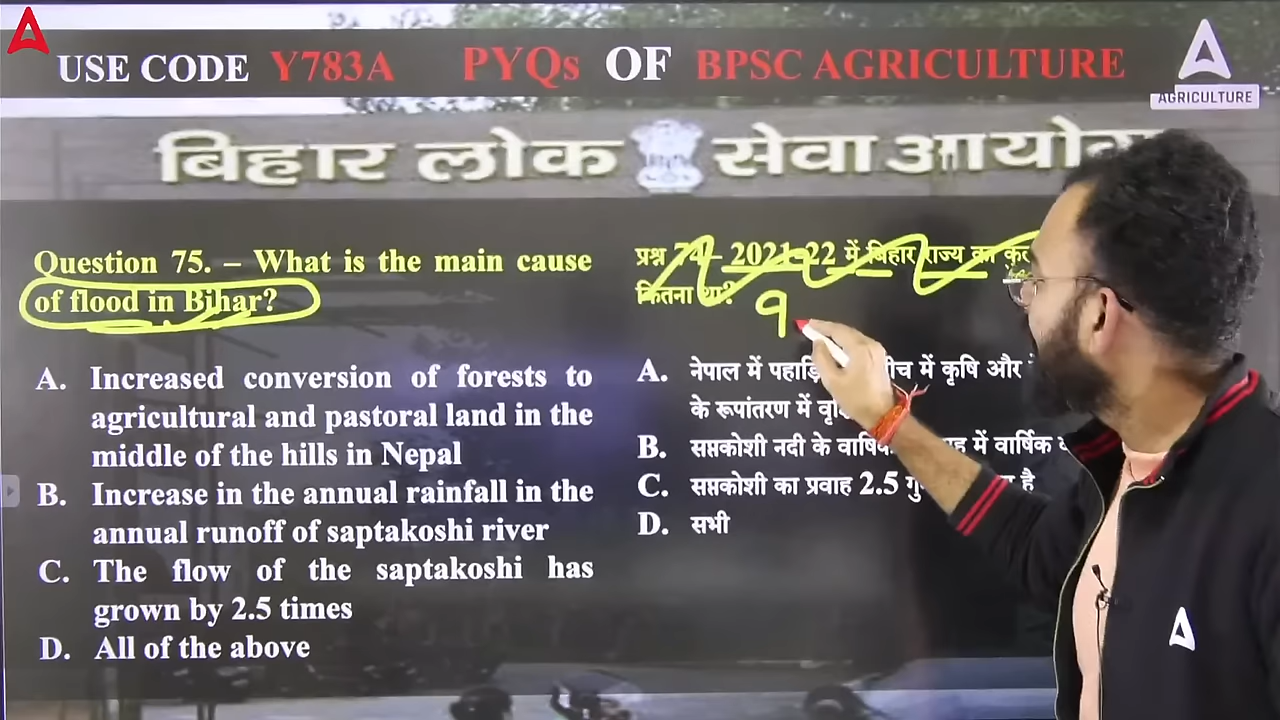 USE CODE Y783A PYQs OF BPSC AGRICULTURE
A
AGRICULTURE
बिहार लोक सेवा आयोग
Question 75. – What is the main cause
of flood in Bihar?
A. Increased conversion of forests to
agricultural and pastoral land in the
middle of the hills in Nepal
B. Increase in the annual rainfall in the
annual runoff of saptakoshi river
C. The flow of the saptakoshi has
grown by 2.5 times
D. All of the above
प्रश्न 74 – 2021-22 में बिहार राज्य का
कितना था?
9
A. नेपाल में में कृषि और
के रूपांतरण में
B. सप्तकोशी नदी के में वार्षिक
C. सप्तकोशी का प्रवाह 2.5 है
D. सभी